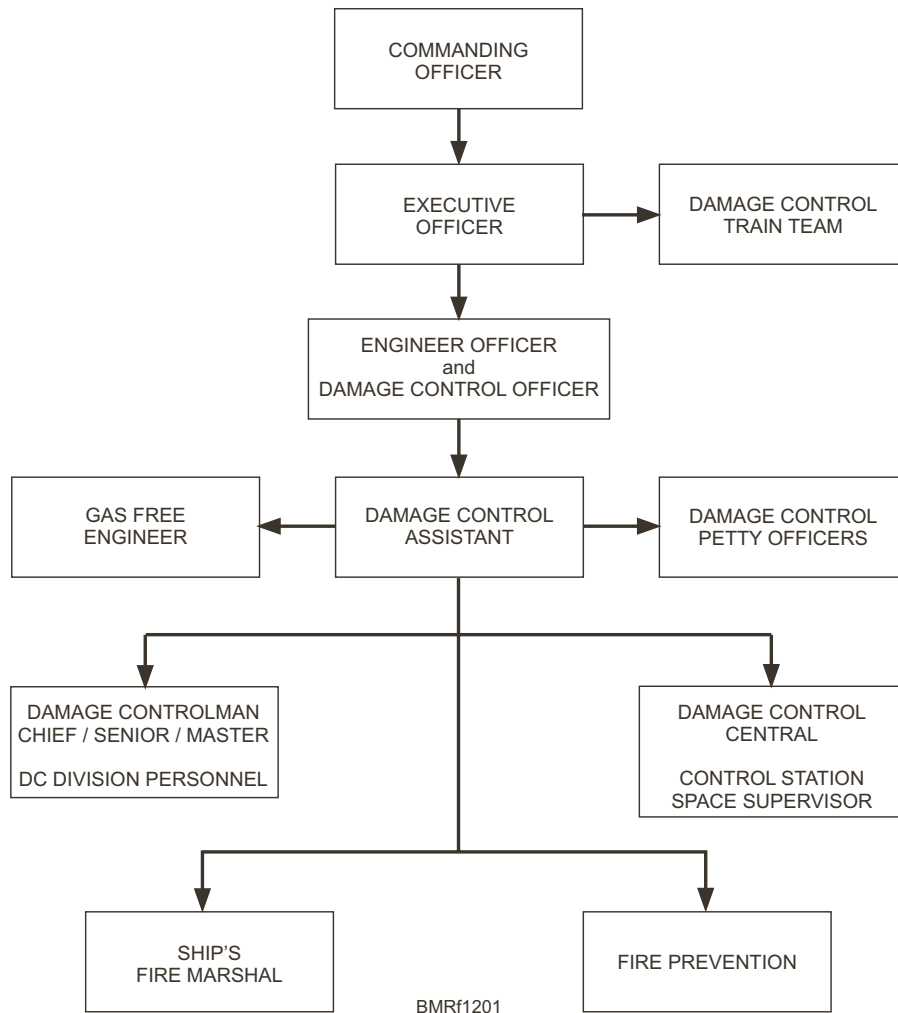 COMMANDING
OFFICER
EXECUTIVE
OFFICER
DAMAGE CONTROL
TRAIN TEAM
ENGINEER OFFICER
and
DAMAGE CONTROL OFFICER
GAS FREE
ENGINEER
DAMAGE CONTROL
ASSISTANT
DAMAGE CONTROL
PETTY OFFICERS
DAMAGE CONTROLMAN
CHIEF / SENIOR / MASTER
DC DIVISION PERSONNEL
DAMAGE CONTROL
CENTRAL
CONTROL STATION
SPACE SUPERVISOR
SHIP'S
FIRE MARSHAL
FIRE PREVENTION
BMRf1201